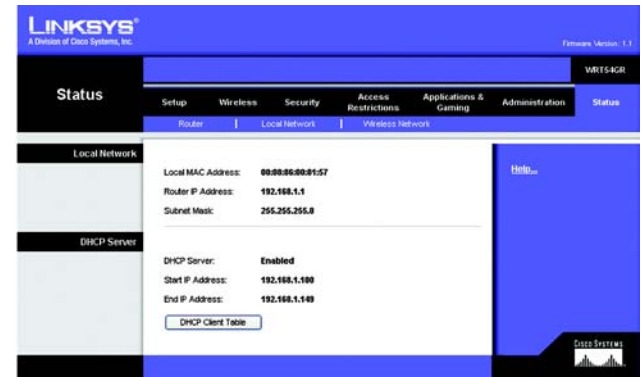 LINKSYS®
A Division of Cisco Systems, Inc.
Firmware Version: 1.1
WRT54GR
Status
Setup Wireless Security Access Restrictions Applications & Gaming Administration Status
Router | Local Network | Wireless Network
Local Network
Local MAC Address: 00:08:86:80:01:57
Router IP Address: 192.168.1.1
Subnet Mask: 255.255.255.0
Help...
DHCP Server
DHCP Server: Enabled
Start IP Address: 192.168.1.100
End IP Address: 192.168.1.149
DHCP Client Table
CISCO SYSTEMS